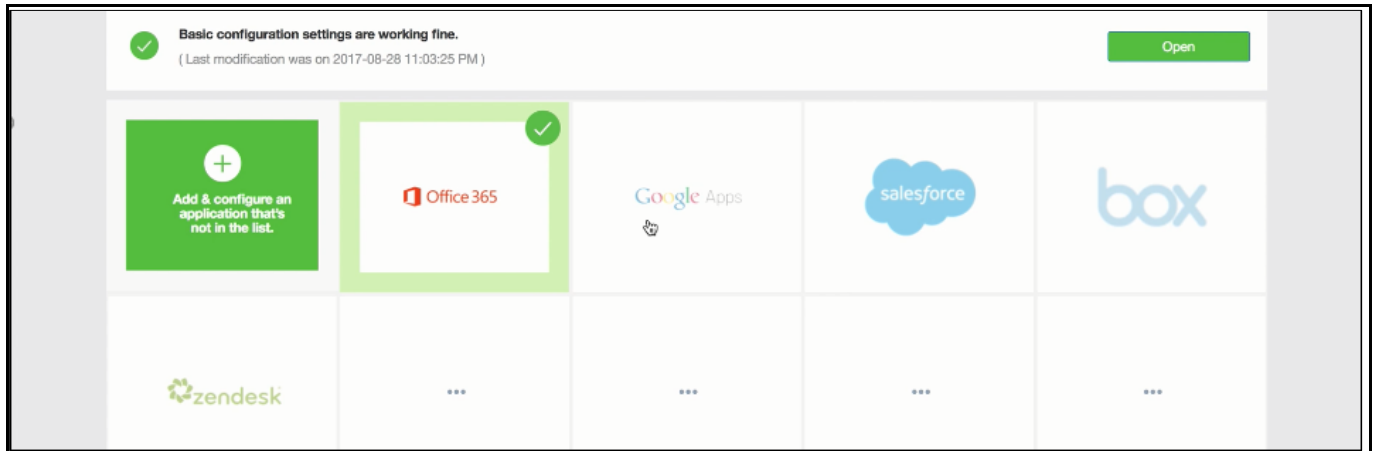 Basic configuration settings are working fine.
( Last modification was on 2017-08-28 11:03:25 PM )
Open
Add & configure an
application that's
not in the list.
Office 365
Google Apps
salesforce
box
zendesk
...
...
...
...